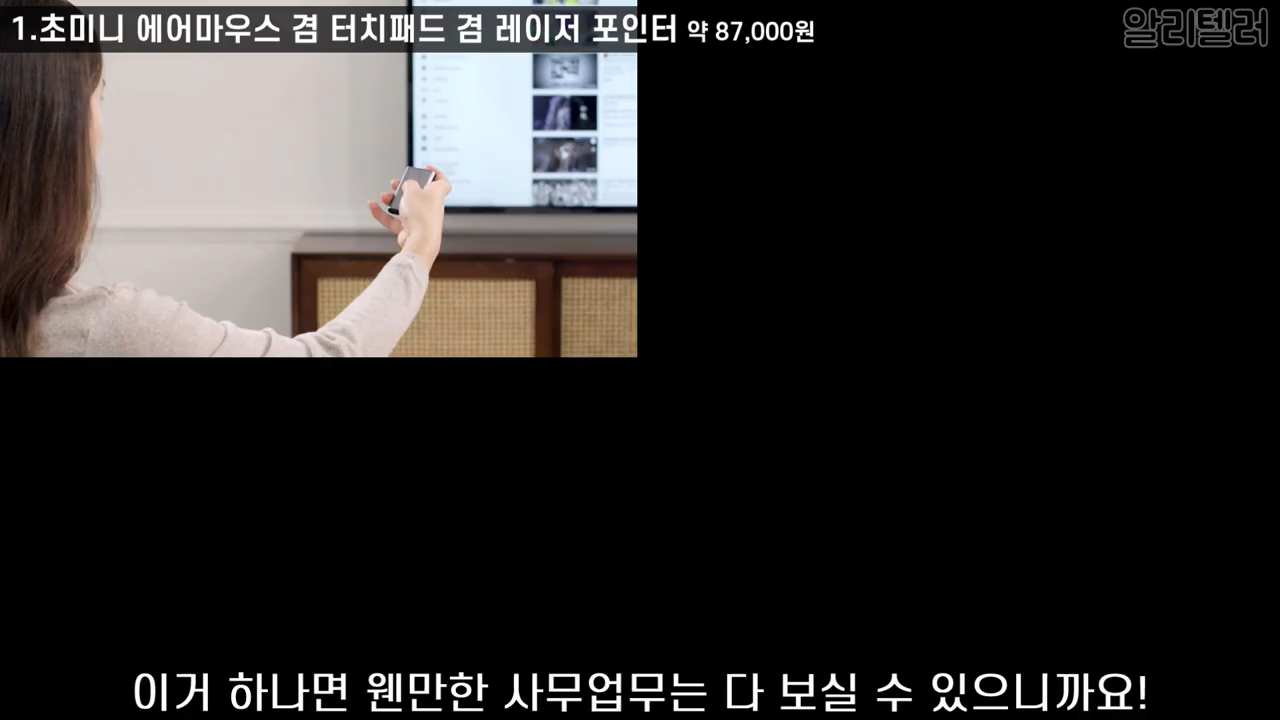 1.초미니 에어마우스 겸 터치패드 겸 레이저 포인터 약 87,000원
알리텔러
이거 하나면 웬만한 사무업무는 다 보실 수 있으니까요!